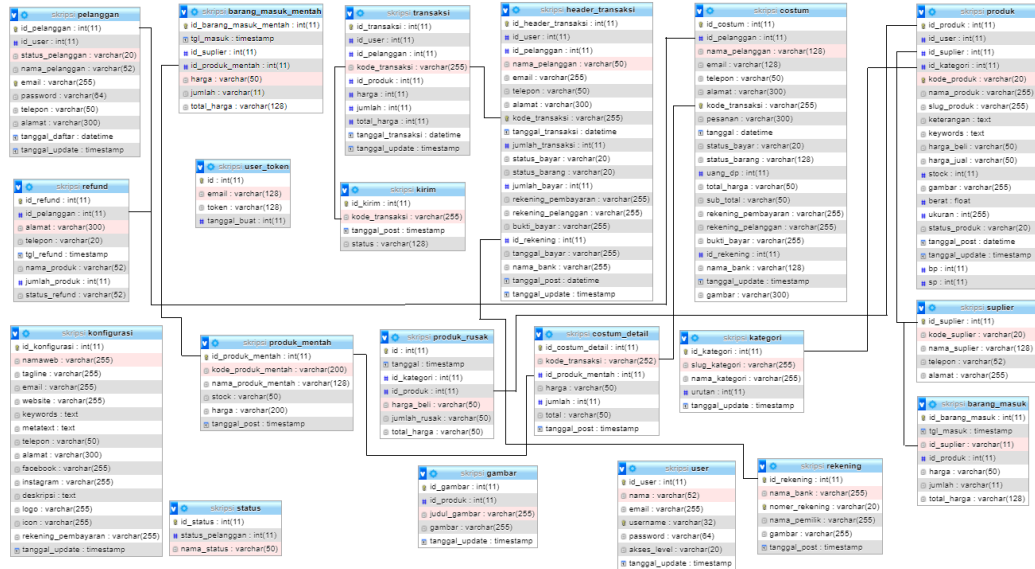 skripsi pelanggan
id_pelanggan : int(11)
id_user : int(11)
status_pelanggan : varchar(20)
nama_pelanggan : varchar(52)
email : varchar(255)
password : varchar(64)
telepon : varchar(50)
alamat : varchar(300)
tanggal_daftar : datetime
tanggal_update : timestamp
skripsi barang_masuk_mentah
id_barang_masuk_mentah : int(11)
tgl_masuk : timestamp
id_suplier : int(11)
id_produk_mentah : int(11)
harga : varchar(50)
jumlah : varchar(11)
total_harga : varchar(128)
skripsi transaksi
id_transaksi : int(11)
id_user : int(11)
id_pelanggan : int(11)
kode_transaksi : varchar(255)
id_produk : int(11)
harga : int(11)
jumlah : int(11)
total_harga : int(11)
tanggal_transaksi : datetime
tanggal_update : timestamp
skripsi header_transaksi
id_header_transaksi : int(11)
id_user : int(11)
id_pelanggan : int(11)
nama_pelanggan : varchar(50)
email : varchar(255)
telepon : varchar(50)
alamat : varchar(300)
kode_transaksi : varchar(255)
tanggal_transaksi : datetime
jumlah_transaksi : int(11)
status_bayar : varchar(20)
status_barang : varchar(20)
jumlah_bayar : int(11)
rekening_pembayaran : varchar(255)
rekening_pelanggan : varchar(255)
bukti_bayar : varchar(255)
id_rekening : int(11)
tanggal_bayar : varchar(255)
nama_bank : varchar(255)
tanggal_post : datetime
tanggal_update : timestamp
skripsi costum
id_costum : int(11)
id_pelanggan : int(11)
nama_pelanggan : varchar(128)
email : varchar(128)
telepon : varchar(50)
alamat : varchar(300)
kode_transaksi : varchar(255)
pesanan : varchar(300)
tanggal : datetime
status_bayar : varchar(20)
status_barang : varchar(128)
uang_dp : int(11)
total_harga : varchar(50)
sub_total : varchar(50)
rekening_pembayaran : varchar(255)
rekening_pelanggan : varchar(255)
bukti_bayar : varchar(255)
id_rekening : int(11)
nama_bank : varchar(128)
tanggal_update : timestamp
gambar : varchar(300)
skripsi produk
id_produk : int(11)
id_user : int(11)
id_suplier : int(11)
id_kategori : int(11)
kode_produk : varchar(20)
nama_produk : varchar(255)
slug_produk : varchar(255)
keterangan : text
keywords : text
harga_beli : varchar(50)
harga_jual : varchar(50)
stock : int(11)
gambar : varchar(255)
berat : float
ukuran : int(255)
status_produk : varchar(20)
tanggal_post : datetime
tanggal_update : timestamp
bp : int(11)
sp : int(11)
skripsi user_token
id : int(11)
email : varchar(128)
token : varchar(128)
tanggal_buat : int(11)
skripsi refund
id_refund : int(11)
id_pelanggan : int(11)
alamat : varchar(300)
telepon : varchar(20)
tgl_refund : timestamp
nama_produk : varchar(52)
jumlah_produk : int(11)
status_refund : varchar(52)
skripsi kirim
id_kirim : int(11)
kode_transaksi : varchar(255)
tanggal_post : timestamp
status : varchar(128)
skripsi suplier
id_suplier : int(11)
kode_suplier : varchar(20)
nama_suplier : varchar(128)
telepon : varchar(52)
alamat : varchar(255)
skripsi konfigurasi
id_konfigurasi : int(11)
namaweb : varchar(255)
tagline : varchar(255)
email : varchar(255)
website : varchar(255)
keywords : text
metatext : text
telepon : varchar(50)
alamat : varchar(300)
facebook : varchar(255)
instagram : varchar(255)
deskripsi : text
logo : varchar(255)
icon : varchar(255)
rekening_pembayaran : varchar(255)
tanggal_update : timestamp
skripsi produk_mentah
id_produk_mentah : int(11)
kode_produk_mentah : varchar(200)
nama_produk_mentah : varchar(128)
stock : varchar(50)
harga : varchar(200)
tanggal_post : timestamp
skripsi produk_rusak
id : int(11)
tanggal : timestamp
id_kategori : int(11)
id_produk : int(11)
harga_beli : varchar(50)
jumlah_rusak : varchar(50)
total_harga : varchar(50)
skripsi costum_detail
id_costum_detail : int(11)
kode_transaksi : varchar(252)
id_produk_mentah : int(11)
harga : varchar(50)
jumlah : int(11)
total : varchar(50)
tanggal_post : timestamp
skripsi kategori
id_kategori : int(11)
slug_kategori : varchar(255)
nama_kategori : varchar(255)
urutan : int(11)
tanggal_update : timestamp
skripsi barang_masuk
id_barang_masuk : int(11)
tgl_masuk : timestamp
id_suplier : varchar(11)
id_produk : int(11)
harga : varchar(50)
jumlah : varchar(11)
total_harga : varchar(128)
skripsi status
id_status : int(11)
status_pelanggan : int(11)
nama_status : varchar(50)
skripsi gambar
id_gambar : int(11)
id_produk : int(11)
judul_gambar : varchar(255)
gambar : varchar(255)
tanggal_update : timestamp
skripsi user
id_user : int(11)
nama : varchar(52)
email : varchar(255)
username : varchar(32)
password : varchar(64)
akses_level : varchar(20)
tanggal_update : timestamp
skripsi rekening
id_rekening : int(11)
nama_bank : varchar(255)
nomer_rekening : varchar(20)
nama_pemilik : varchar(255)
gambar : varchar(255)
tanggal_post : timestamp